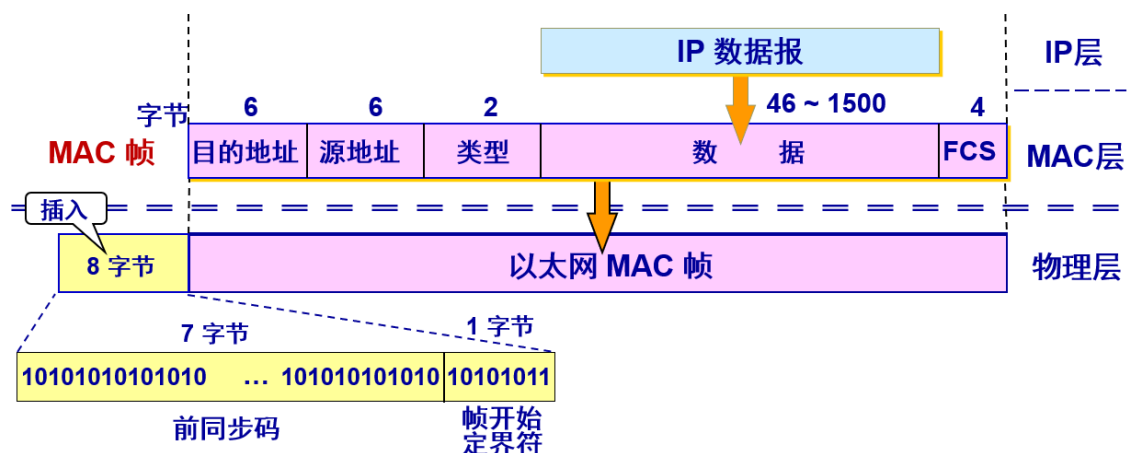 IP 数据报
IP层
字节 6 6 2 46 ~ 1500 4
MAC 帧 目的地址 源地址 类型 数 据 FCS MAC层
插入
8 字节 以太网 MAC 帧 物理层
7 字节 1 字节
10101010101010 … 101010101010 10101011
前同步码 帧开始
定界符